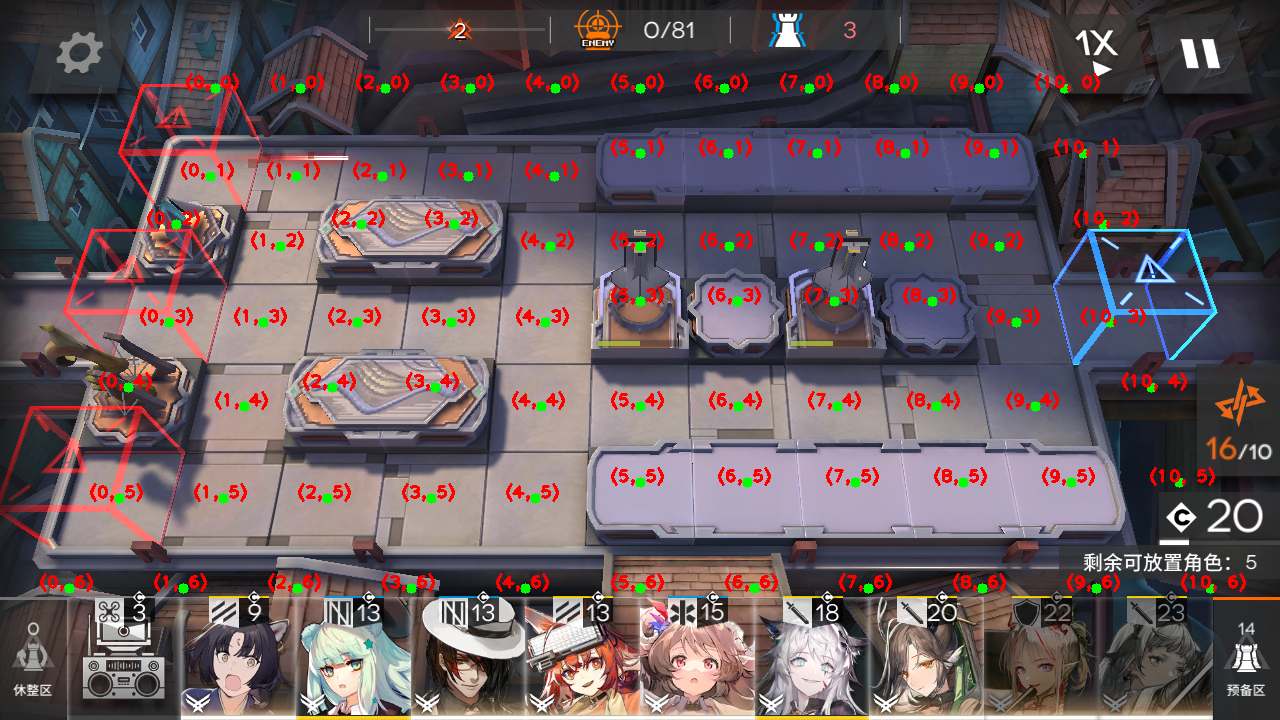 2
ENEMY
0/81
3
1X
(0, 0) (1, 0) (2, 0) (3, 0) (4, 0) (5, 0) (6, 0) (7, 0) (8, 0) (9, 0) (10, 0)
(0, 1) (1, 1) (2, 1) (3, 1) (4, 1) (5, 1) (6, 1) (7, 1) (8, 1) (9, 1) (10, 1)
(0, 2) (1, 2) (2, 2) (3, 2) (4, 2) (5, 2) (6, 2) (7, 2) (8, 2) (9, 2) (10, 2)
(0, 3) (1, 3) (2, 3) (3, 3) (4, 3) (5, 3) (6, 3) (7, 3) (8, 3) (9, 3) (10, 3)
(0, 4) (1, 4) (2, 4) (3, 4) (4, 4) (5, 4) (6, 4) (7, 4) (8, 4) (9, 4) (10, 4)
16/10
(0, 5) (1, 5) (2, 5) (3, 5) (4, 5) (5, 5) (6, 5) (7, 5) (8, 5) (9, 5) (10, 5)
C 20
剩余可放置角色：5
(0, 6) (1, 6) (2, 6) (3, 6) (4, 6) (5, 6) (6, 6) (7, 6) (8, 6) (9, 6) (10, 6)
0
休整区
3
9
13
13
13
15
18
20
22
23
14
预备区